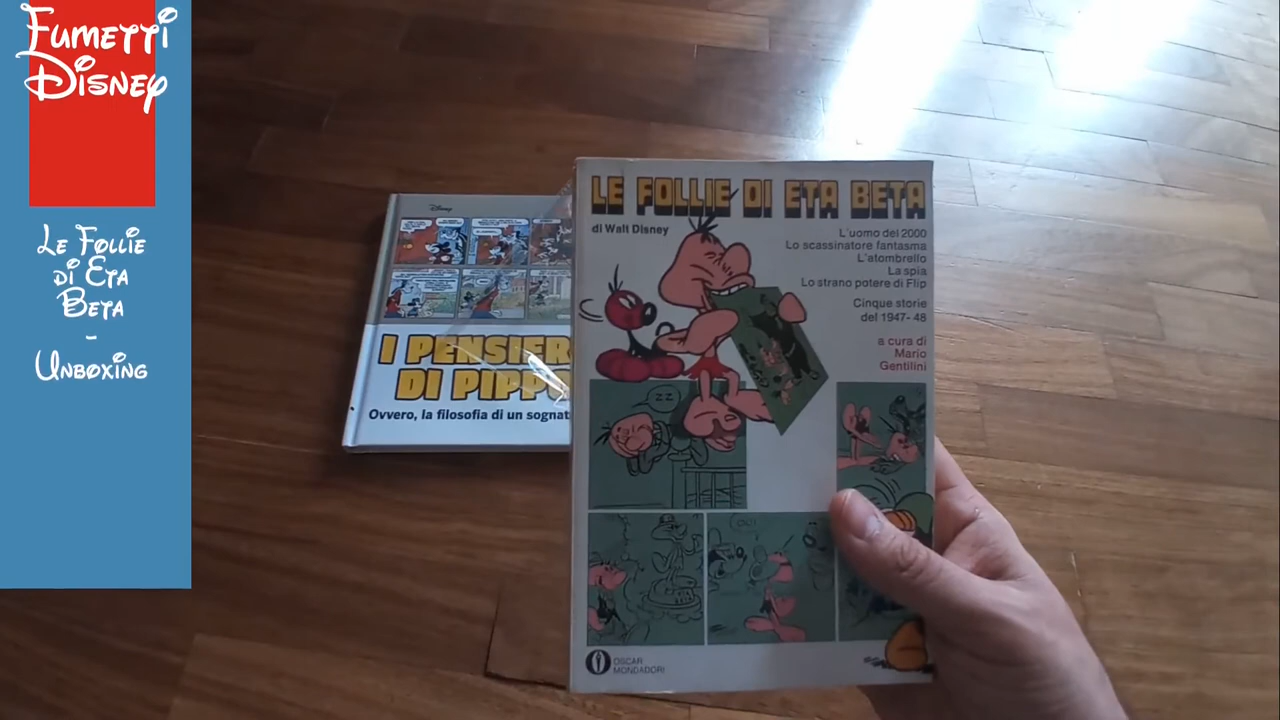 Fumetti
Disney
Le Follie
di Eta
Beta
-
Unboxing
Disney
I PENSIER
DI PIPPO
Ovvero, la filosofia di un sognat
LE FOLLIE DI ETA BETA
di Walt Disney
L'uomo del 2000
Lo scassinatore fantasma
L'atombrello
La spia
Lo strano potere di Flip
Cinque storie
del 1947-48
a cura di
Mario
Gentilini
ZZ
OSCAR
MONDADORI